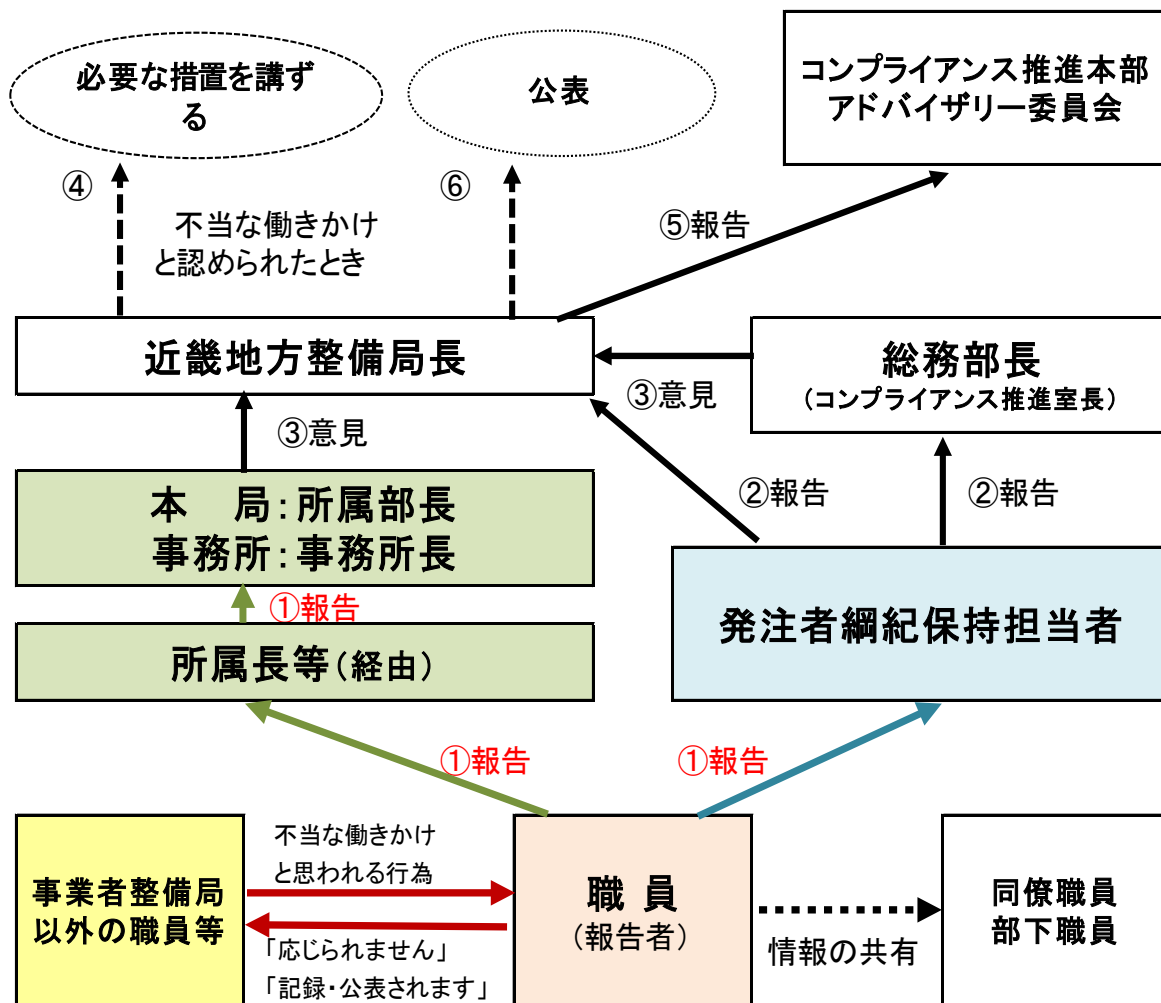 必要な措置を講ず
る
公表
コンプライアンス推進本部
アドバイザリー委員会
④
⑥
不当な働きかけ
と認められたとき
⑤報告
近畿地方整備局長
総務部長
（コンプライアンス推進室長）
③意見
③意見
②報告
②報告
本　局：所属部長
事務所：事務所長
①報告
所属長等（経由）
発注者綱紀保持担当者
①報告
①報告
事業者整備局
以外の職員等
不当な働きかけ
と思われる行為
「応じられません」
「記録・公表されます」
職 員
（報告者）
情報の共有
同僚職員
部下職員